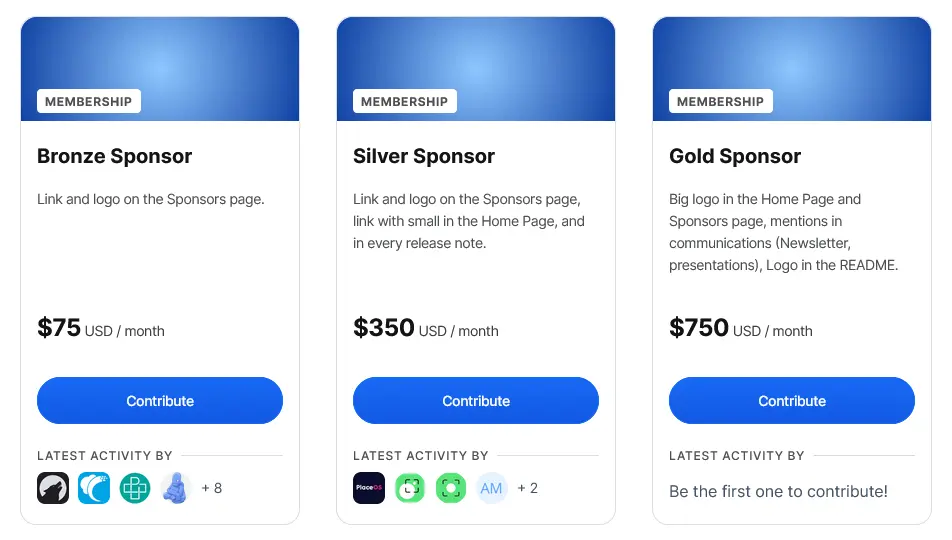 MEMBERSHIP
Bronze Sponsor
Link and logo on the Sponsors page.
$75 USD / month
Contribute
LATEST ACTIVITY BY
+ 8
MEMBERSHIP
Silver Sponsor
Link and logo on the Sponsors page,
link with small in the Home Page, and
in every release note.
$350 USD / month
Contribute
LATEST ACTIVITY BY
PlaceOS
AM
+ 2
MEMBERSHIP
Gold Sponsor
Big logo in the Home Page and
Sponsors page, mentions in
communications (Newsletter,
presentations), Logo in the README.
$750 USD / month
Contribute
LATEST ACTIVITY BY
Be the first one to contribute!